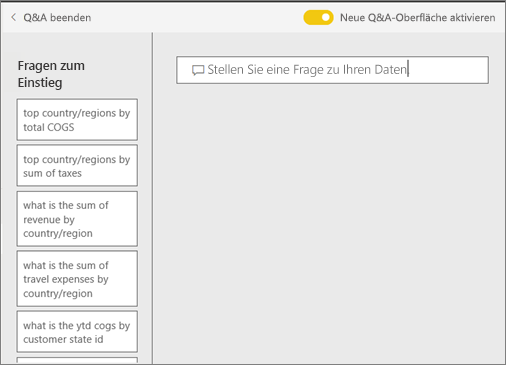 Q&A beenden
Neue Q&A-Oberfläche aktivieren
Fragen zum
Einstieg
Stellen Sie eine Frage zu Ihren Daten.
top country/regions by
total COGS
top country/regions by
sum of taxes
what is the sum of
revenue by
country/region
what is the sum of
travel expenses by
country/region
what is the ytd cogs by
customer state id